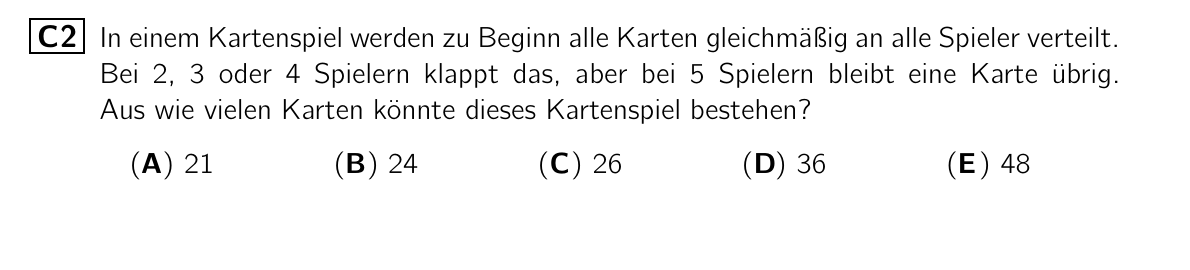 C2 In einem Kartenspiel werden zu Beginn alle Karten gleichmäßig an alle Spieler verteilt.
Bei 2, 3 oder 4 Spielern klappt das, aber bei 5 Spielern bleibt eine Karte übrig.
Aus wie vielen Karten könnte dieses Kartenspiel bestehen?
(A) 21 (B) 24 (C) 26 (D) 36 (E) 48